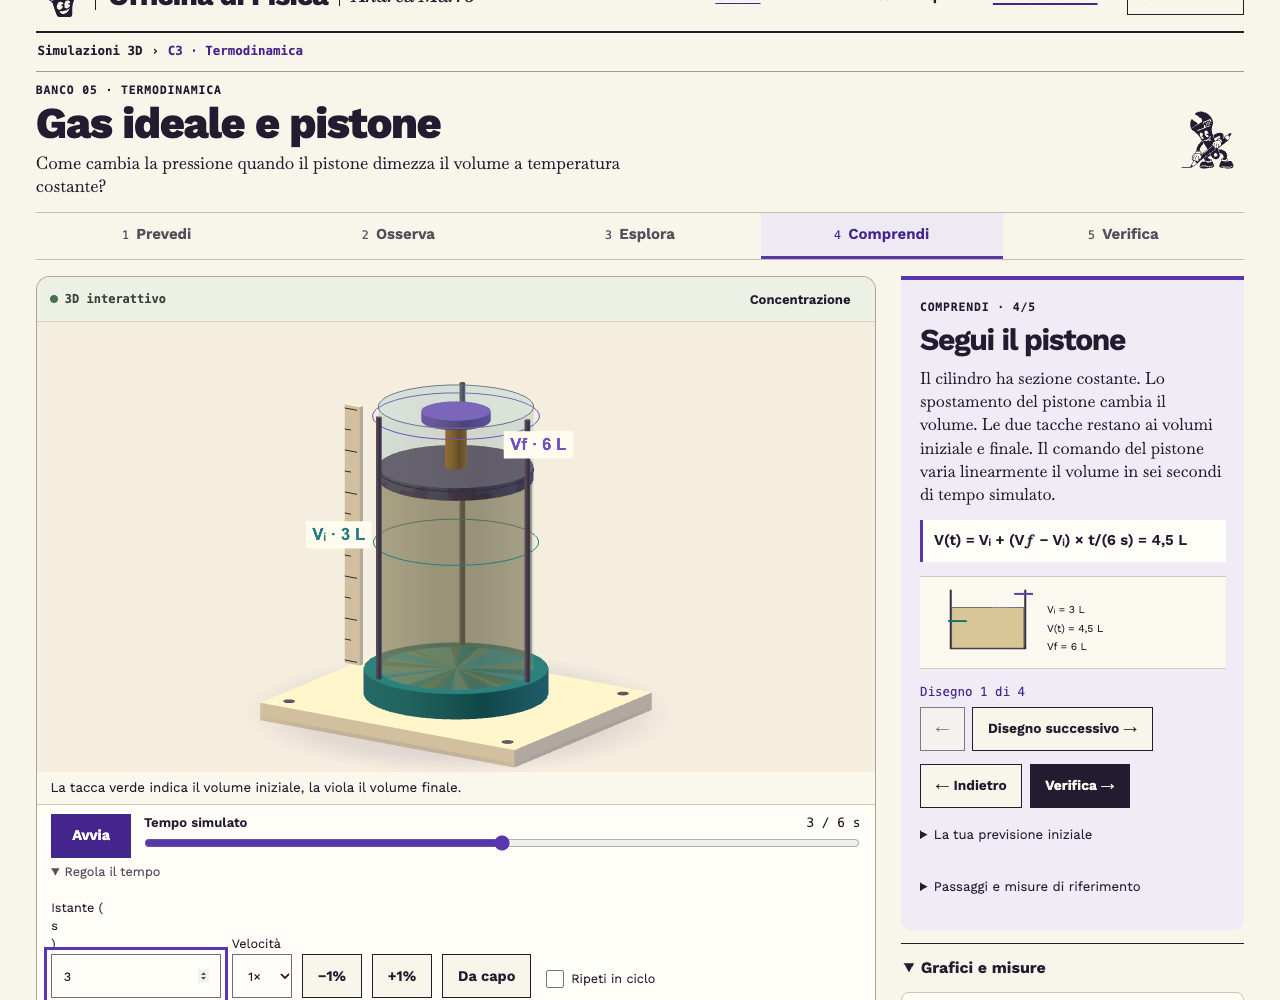 Simulazioni 3D › C3 · Termodinamica
BANCO 05 · TERMODINAMICA
Gas ideale e pistone
Come cambia la pressione quando il pistone dimezza il volume a temperatura
costante?
1 Prevedi
2 Osserva
3 Esplora
4 Comprendi
5 Verifica
3D interattivo
Concentrazione
Vf · 6 L
Vᵢ · 3 L
La tacca verde indica il volume iniziale, la viola il volume finale.
Avvia
Tempo simulato
3 / 6 s
▼ Regola il tempo
Istante (
s
)
Velocità
3
1×
−1%
+1%
Da capo
Ripeti in ciclo
COMPRENDI · 4/5
Segui il pistone
Il cilindro ha sezione costante. Lo
spostamento del pistone cambia il
volume. Le due tacche restano ai volumi
iniziale e finale. Il comando del pistone
varia linearmente il volume in sei secondi
di tempo simulato.
V(t) = Vᵢ + (Vƒ − Vᵢ) × t/(6 s) = 4,5 L
Vᵢ = 3 L
V(t) = 4,5 L
Vf = 6 L
Disegno 1 di 4
←
Disegno successivo →
← Indietro
Verifica →
▶ La tua previsione iniziale
▶ Passaggi e misure di riferimento
▼ Grafici e misure